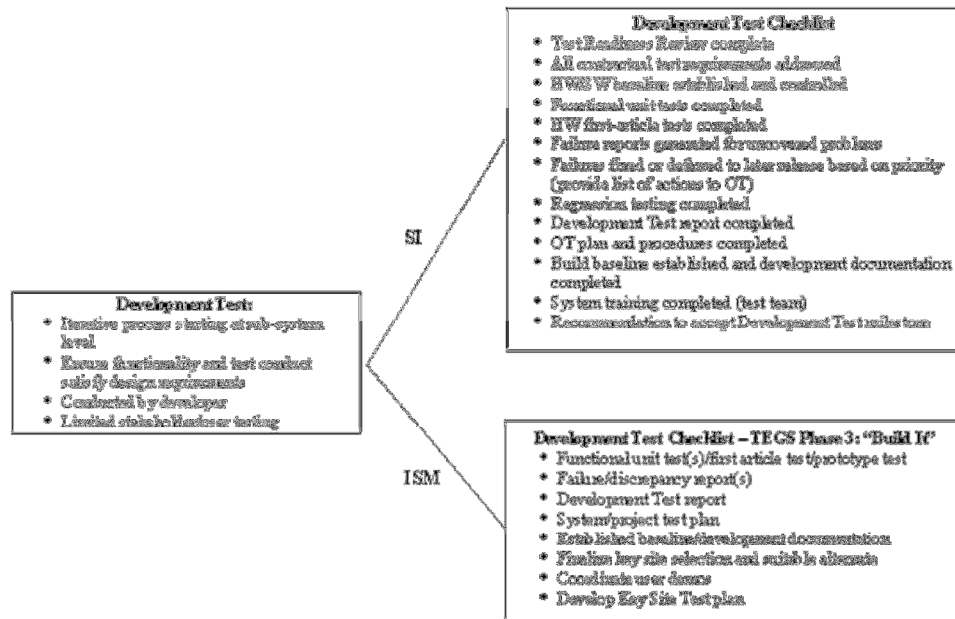 Development Test Checklist
* Test Readiness Review complete
* All contractual test requirements addressed
* HW/SW baseline established and controlled
* Functional unit tests completed
* HW first-article tests completed
* Failure reports generated for uncovered problems
* Failures fixed or deferred to later release based on priority
(provide list of actions to OT)
* Regression testing completed
* Development Test report completed
* OT plan and procedures completed
* Build baseline established and development documentation
completed
* System training completed (test team)
* Recommendation to accept Development Test milestone
SI
Development Test:
* Iterative process starting at sub-system
level
* Ensure functionality and test conduct
satisfy design requirements
* Conducted by developer
* Limited stakeholder/user testing
ISM
Development Test Checklist – TEGS Phase 3: “Build It”
* Functional unit test(s)/first article test/prototype test
* Failure/discrepancy report(s)
* Development Test report
* System/project test plan
* Established baseline/development documentation
* Finalize key site selection and suitable alternate
* Coordinate user demos
* Develop Key Site Test plan